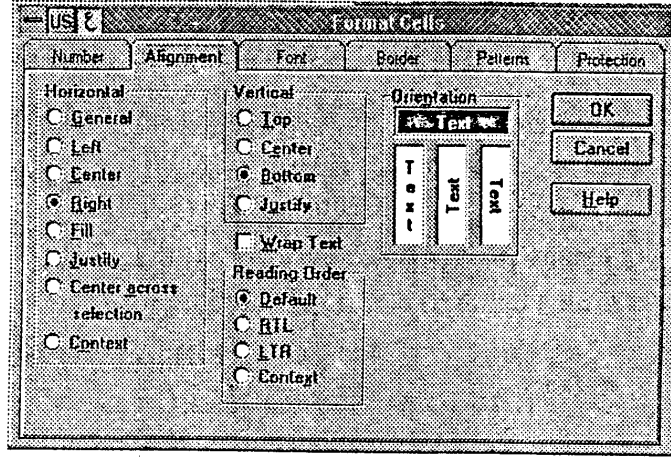 US ع Format Cells
Number Alignment Font Border Patterns Protection
Horizontal
General
Left
Center
Right
Fill
Justify
Center across
selection
Context
Vertical
Top
Center
Bottom
Justify
Wrap Text
Reading Order
Default
RTL
LTR
Context
Orientation
Text
Text
Text
Text
OK
Cancel
Help